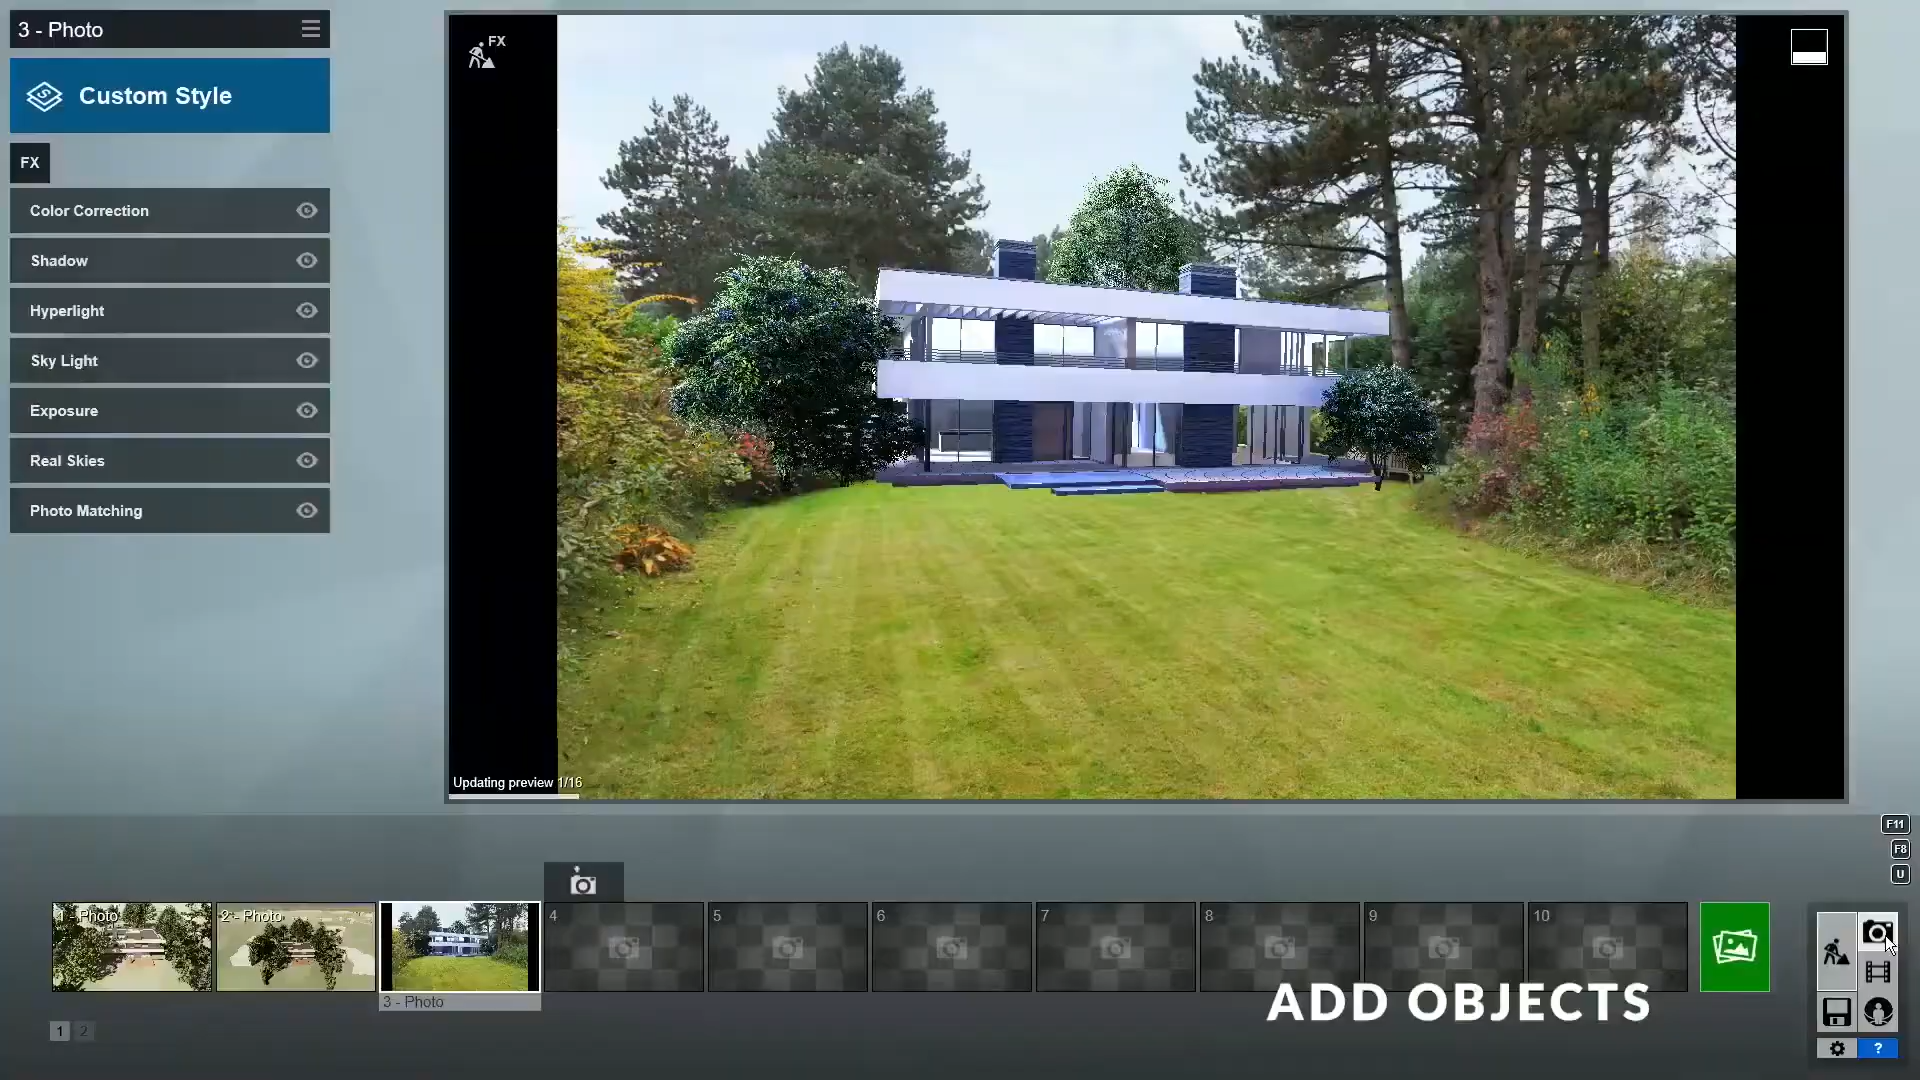 3 - Photo
Custom Style
FX
Color Correction
Shadow
Hyperlight
Sky Light
Exposure
Real Skies
Photo Matching
FX
Updating preview 1/16
F11
F8
U
1 - Photo
2 - Photo
3 - Photo
4
5
6
7
8
9
10
ADD OBJECTS
1
2
?